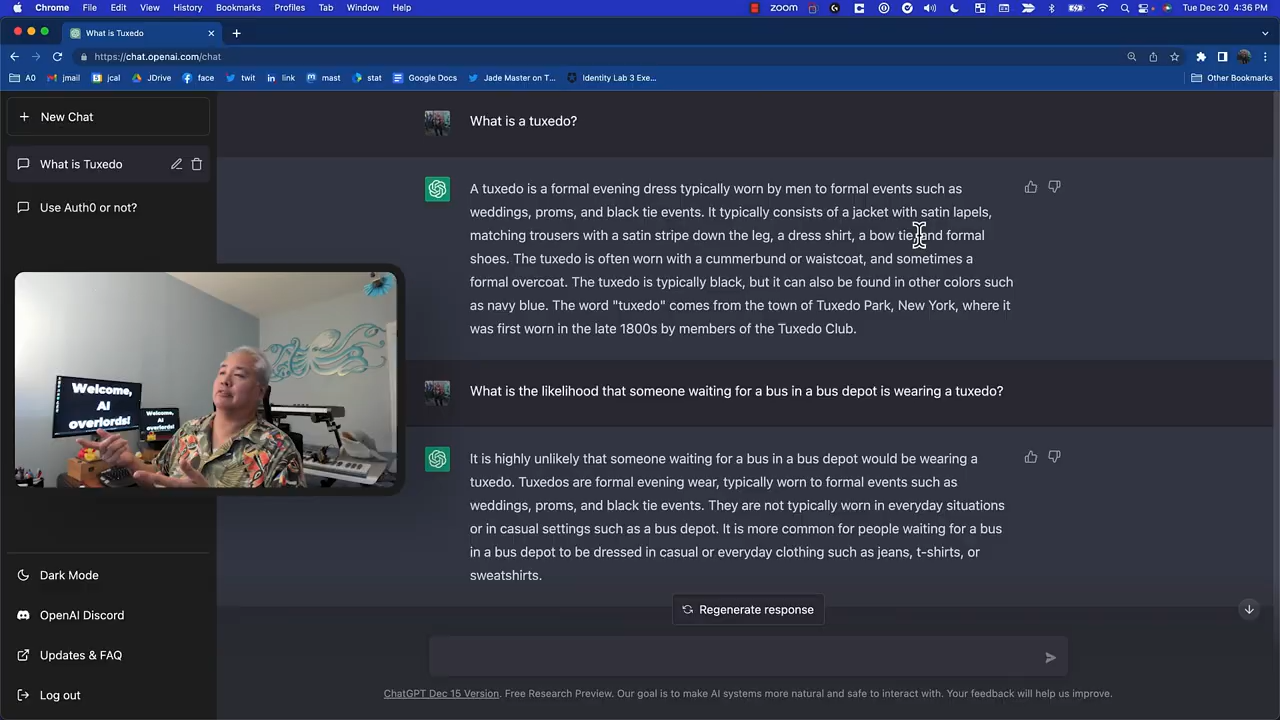 Chrome File Edit View History Bookmarks Profiles Tab Window Help zoom Tue Dec 20 4:36 PM
What is Tuxedo
https://chat.openai.com/chat
A0 jmail jcal JDrive face twit link mast stat Google Docs Jade Master on T... Identity Lab 3 Exe... Other Bookmarks
New Chat
What is Tuxedo
Use Auth0 or not?
What is a tuxedo?
A tuxedo is a formal evening dress typically worn by men to formal events such as
weddings, proms, and black tie events. It typically consists of a jacket with satin lapels,
matching trousers with a satin stripe down the leg, a dress shirt, a bow tie and formal
shoes. The tuxedo is often worn with a cummerbund or waistcoat, and sometimes a
formal overcoat. The tuxedo is typically black, but it can also be found in other colors such
as navy blue. The word "tuxedo" comes from the town of Tuxedo Park, New York, where it
was first worn in the late 1800s by members of the Tuxedo Club.
What is the likelihood that someone waiting for a bus in a bus depot is wearing a tuxedo?
It is highly unlikely that someone waiting for a bus in a bus depot would be wearing a
tuxedo. Tuxedos are formal evening wear, typically worn to formal events such as
weddings, proms, and black tie events. They are not typically worn in everyday situations
or in casual settings such as a bus depot. It is more common for people waiting for a bus
in a bus depot to be dressed in casual or everyday clothing such as jeans, t-shirts, or
sweatshirts.
Welcome,
AI
overlords!
Welcome,
AI
overlords!
Regenerate response
Dark Mode
OpenAI Discord
Updates & FAQ
Log out
ChatGPT Dec 15 Version. Free Research Preview. Our goal is to make AI systems more natural and safe to interact with. Your feedback will help us improve.